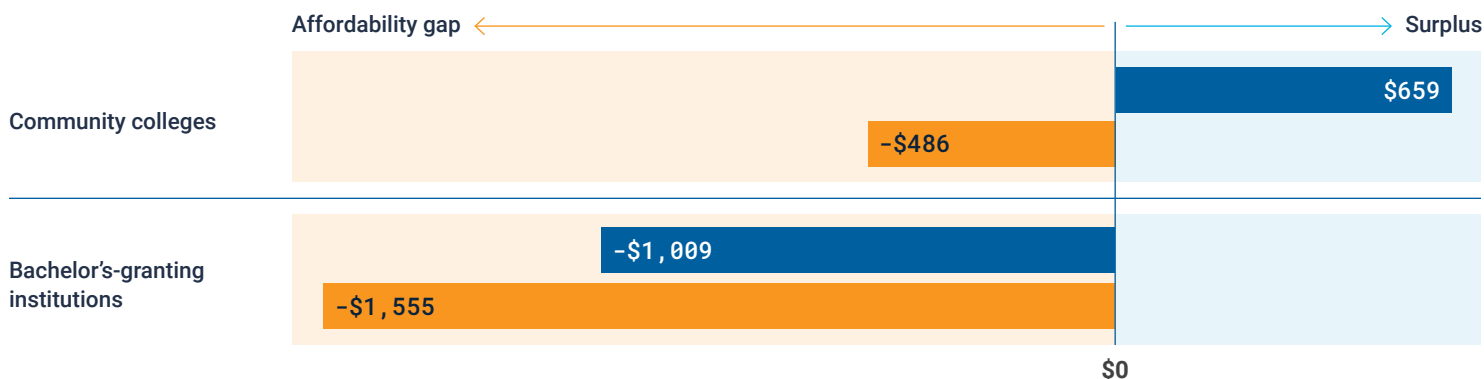 Affordability gap
Surplus
$659
Community colleges
-$486
-$1,009
Bachelor’s-granting
institutions
-$1,555
$0